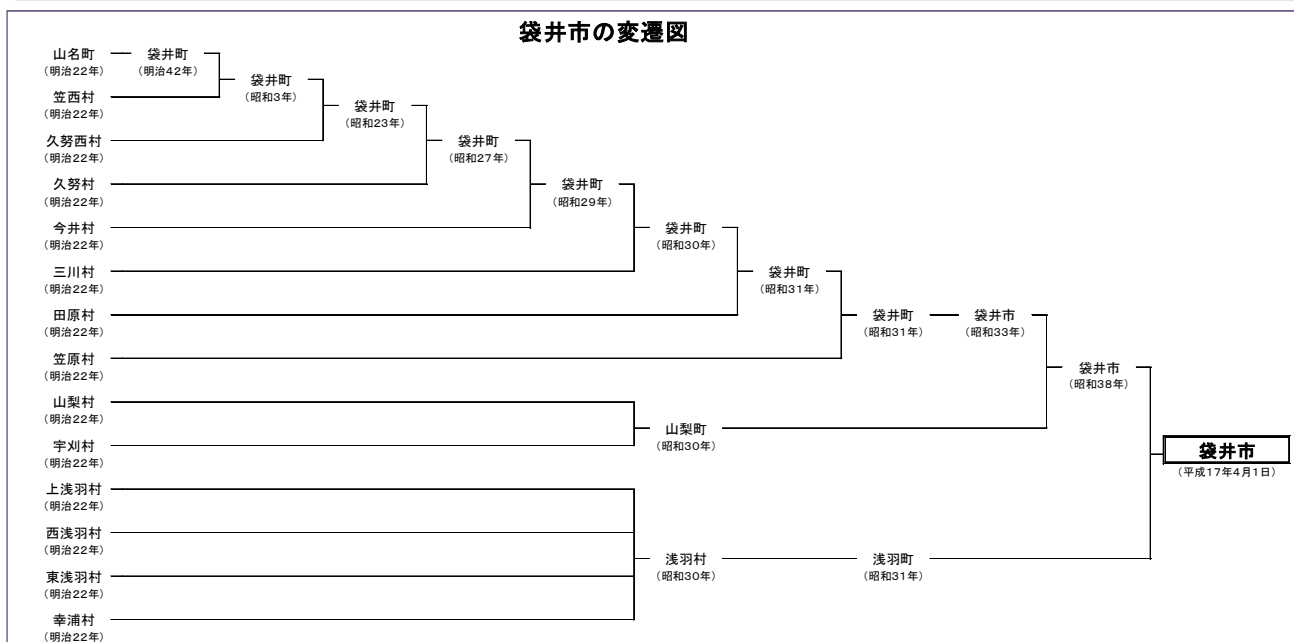 袋井市の変遷図
山名町
（明治22年）
袋井町
（明治42年）
笠西村
（明治22年）
袋井町
（昭和3年）
久努西村
（明治22年）
袋井町
（昭和23年）
久努村
（明治22年）
袋井町
（昭和27年）
今井村
（明治22年）
袋井町
（昭和29年）
三川村
（明治22年）
袋井町
（昭和30年）
田原村
（明治22年）
袋井町
（昭和31年）
笠原村
（明治22年）
袋井町
（昭和31年）
袋井市
（昭和33年）
山梨村
（明治22年）
宇刈村
（明治22年）
山梨町
（昭和30年）
袋井市
（昭和38年）
上浅羽村
（明治22年）
西浅羽村
（明治22年）
東浅羽村
（明治22年）
幸浦村
（明治22年）
浅羽村
（昭和30年）
浅羽町
（昭和31年）
袋井市
（平成17年4月1日）